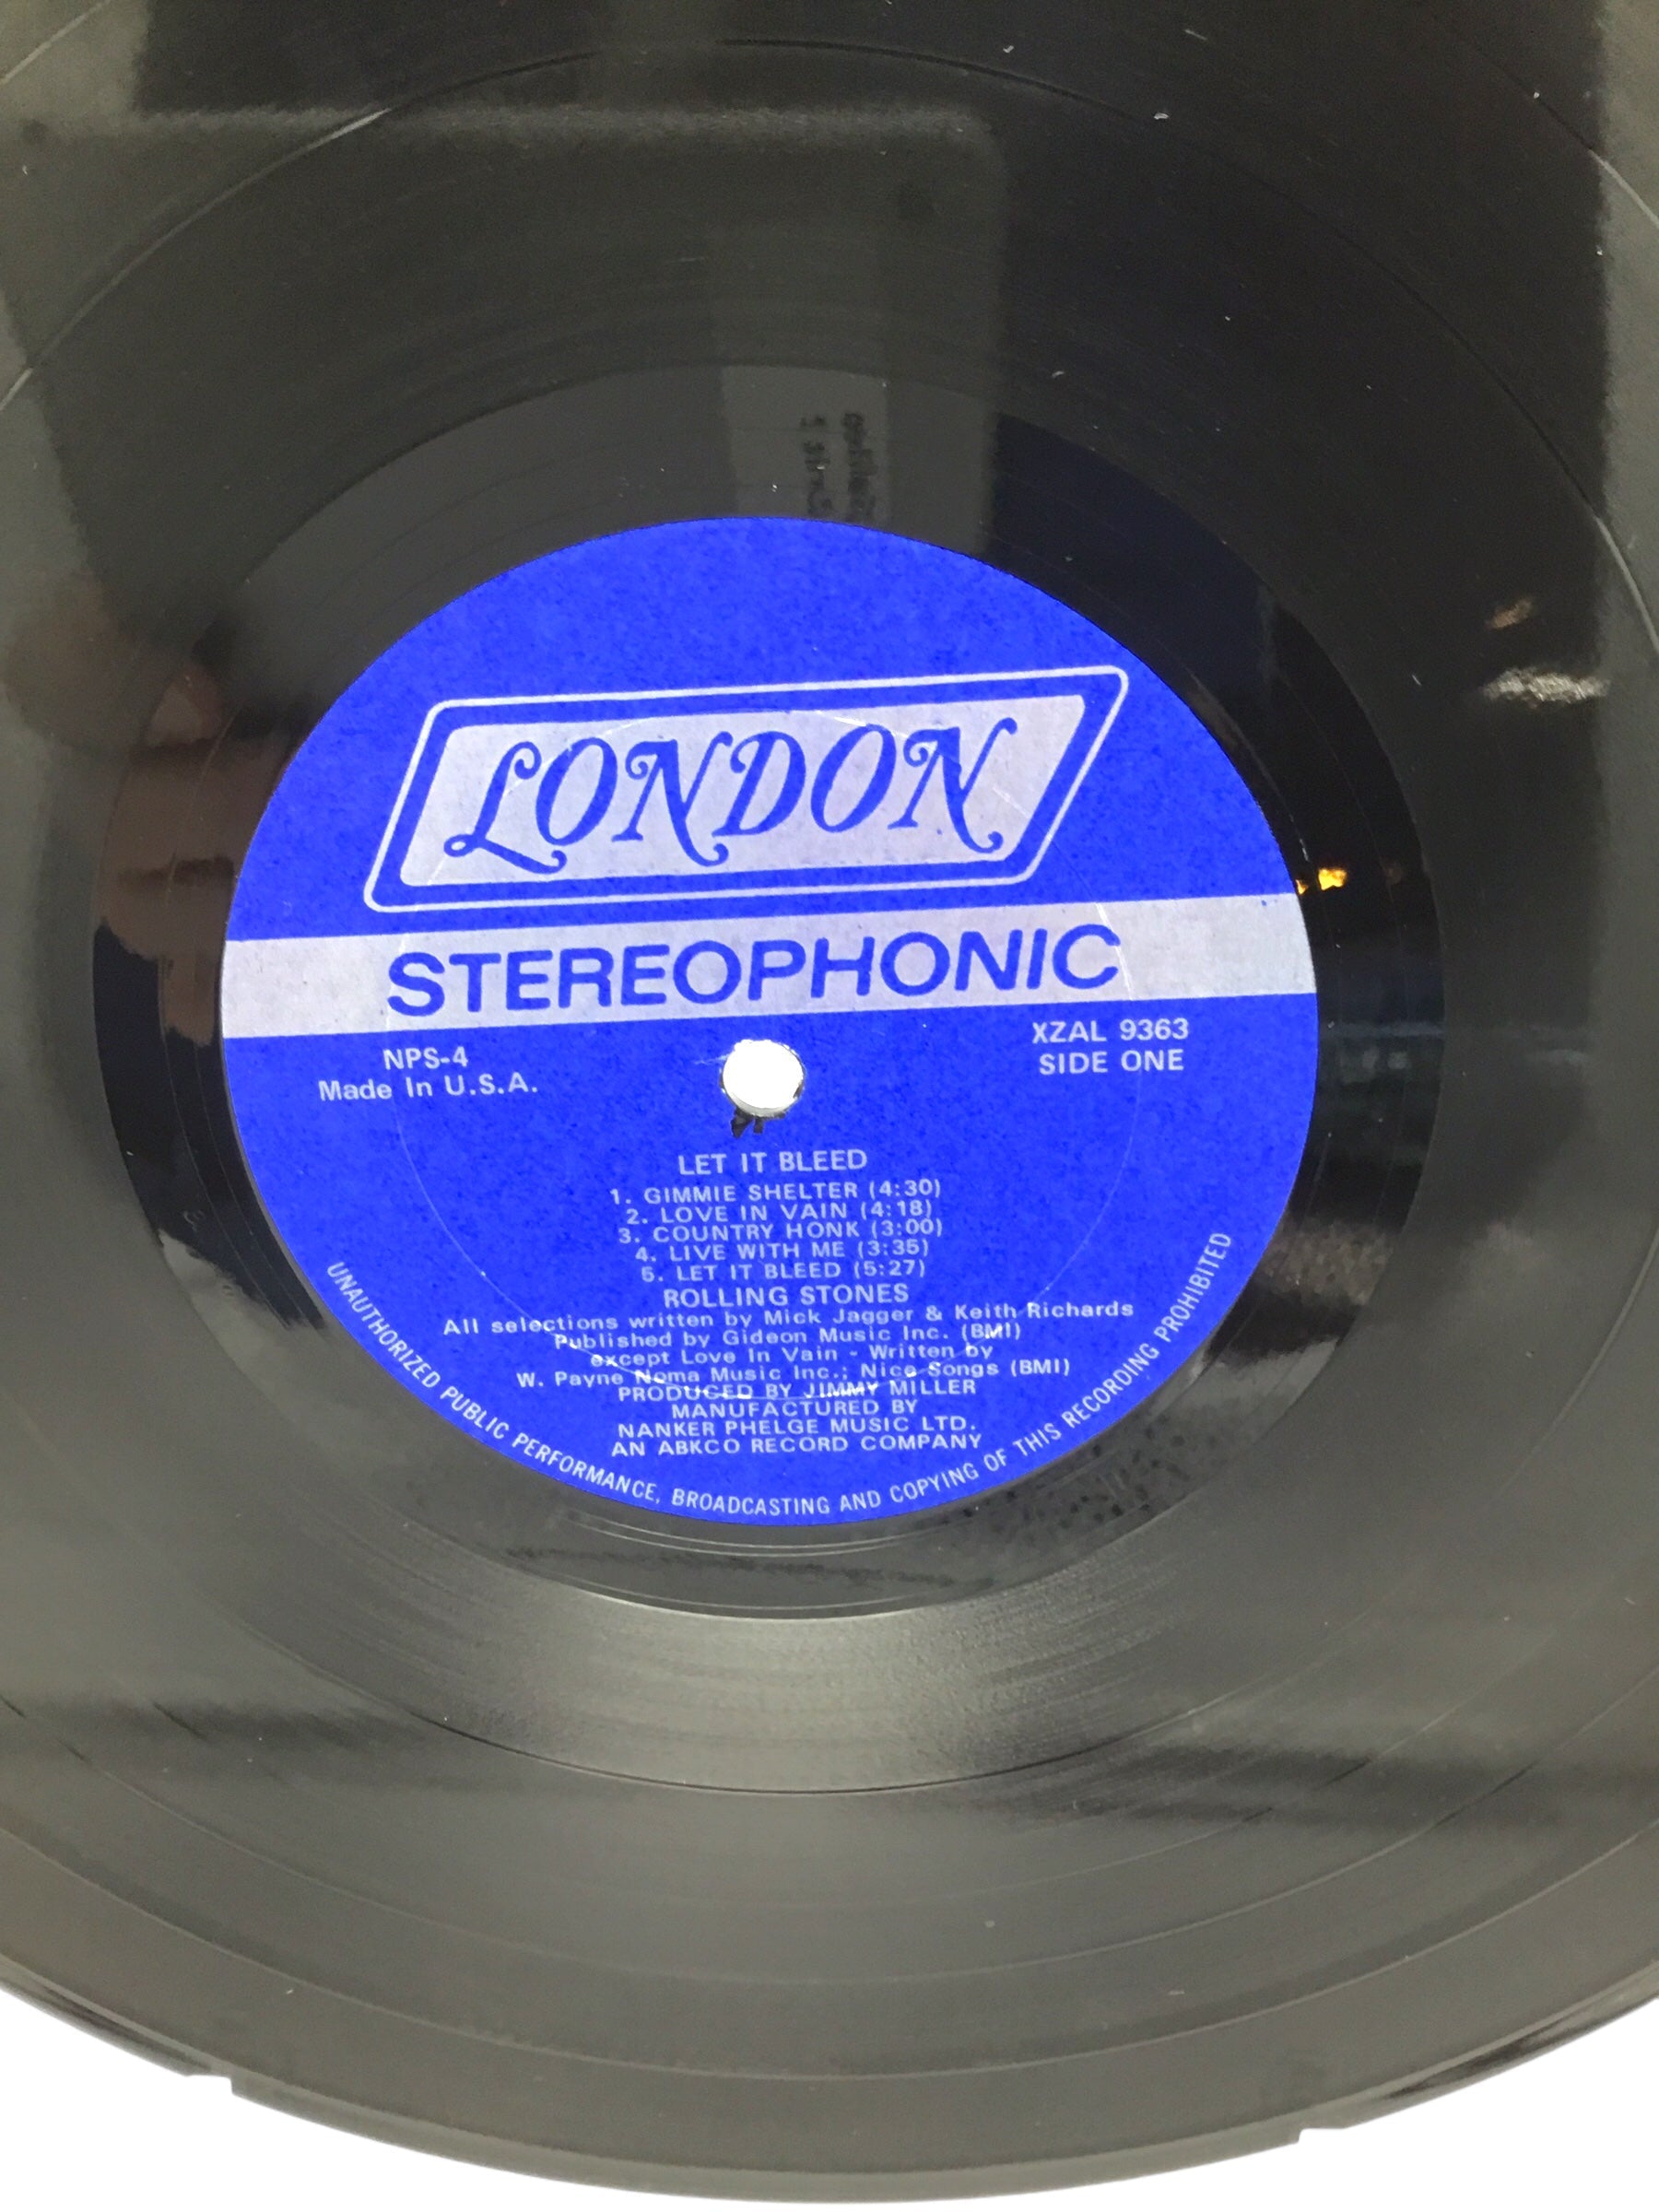 LONDON
STEREOPHONIC
NPS-4
Made In U.S.A.
XZAL 9363
SIDE ONE
LET IT BLEED
1. GIMMIE SHELTER (4:30)
2. LOVE IN VAIN (4:18)
3. COUNTRY HONK (3:00)
4. LIVE WITH ME (3:35)
5. LET IT BLEED (5:27)
ROLLING STONES
All selections written by Mick Jagger & Keith Richards
Published by Gideon Music Inc. (BMI)
except Love In Vain - Written by
W. Payne Noma Music Inc.; Nice Songs (BMI)
PRODUCED BY JIMMY MILLER
MANUFACTURED BY
NANKER PHELGE MUSIC LTD.
AN ABKCO RECORD COMPANY
UNAUTHORIZED PUBLIC PERFORMANCE, BROADCASTING AND COPYING OF THIS RECORDING PROHIBITED